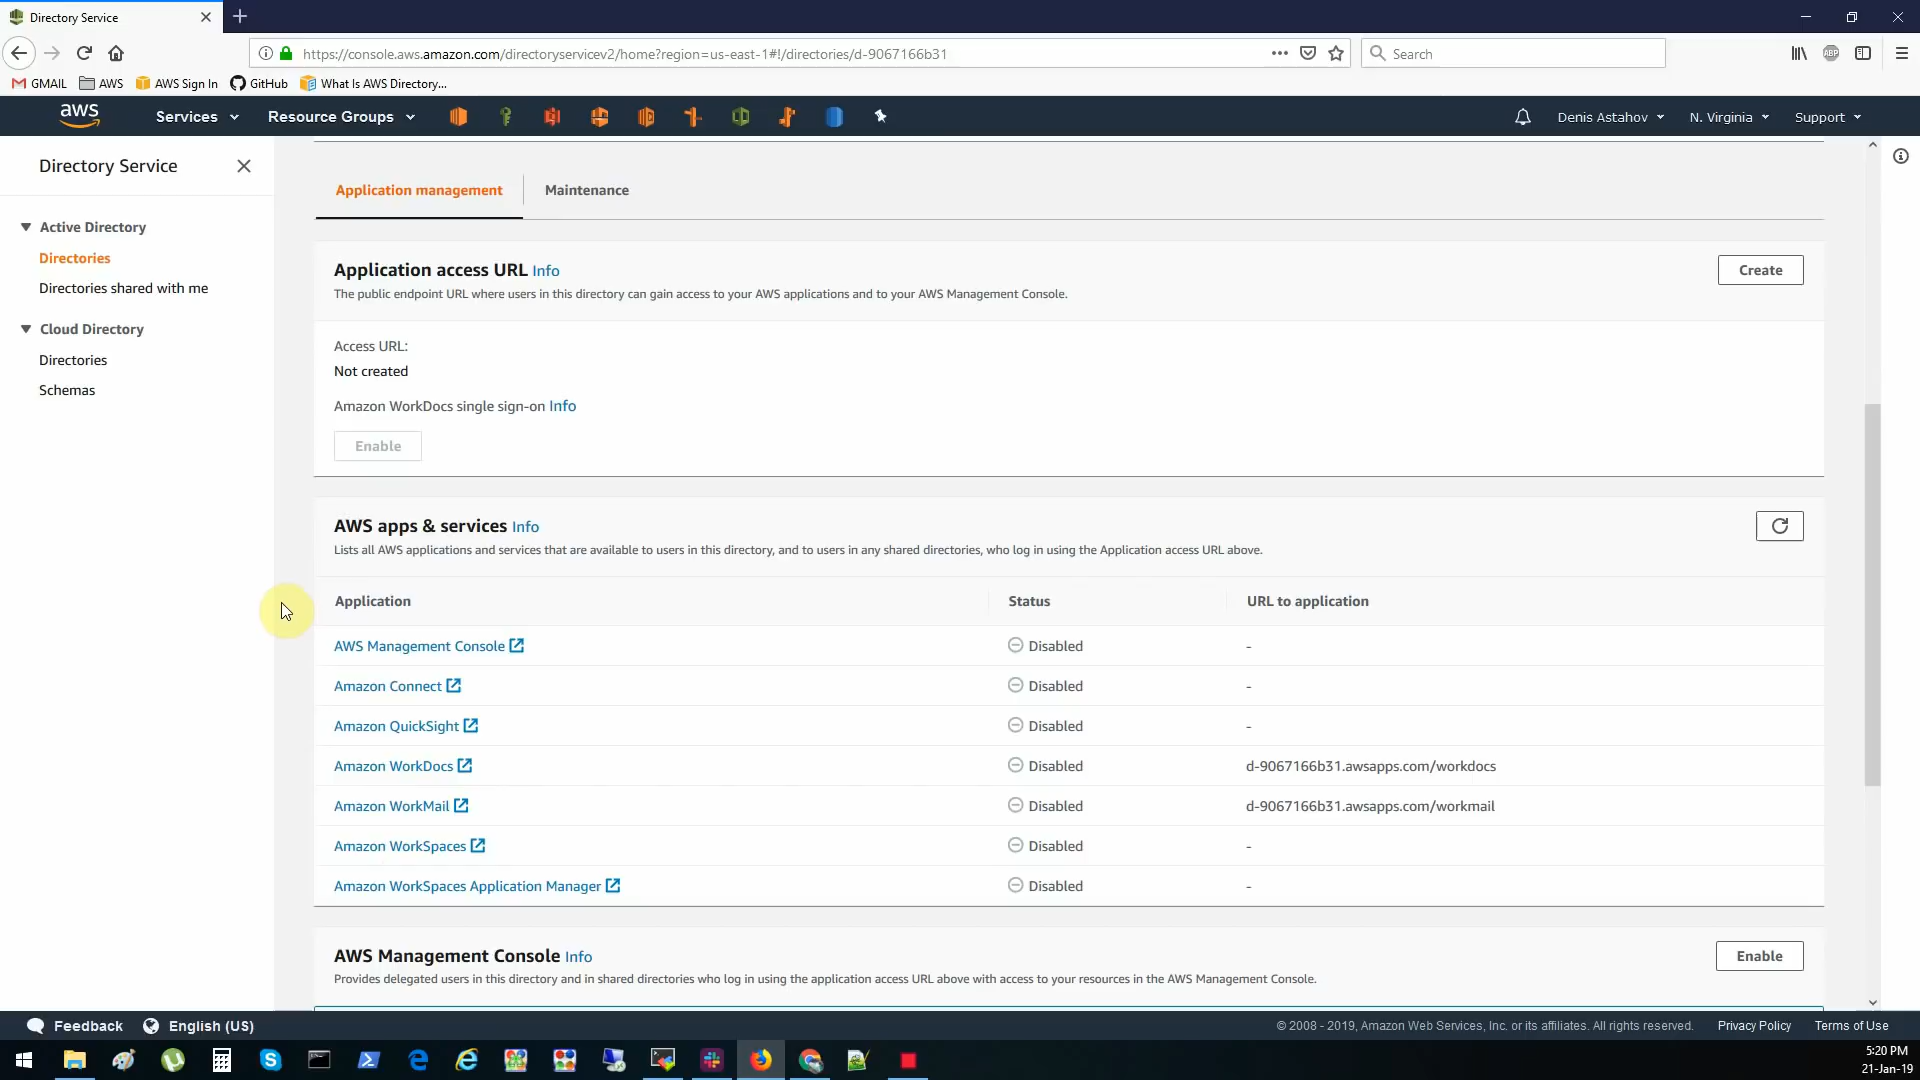 Directory Service
https://console.aws.amazon.com/directoryservicev2/home?region=us-east-1#!/directories/d-9067166b31
Search
GMAIL
AWS
AWS Sign In
GitHub
What Is AWS Directory...
aws
Services
Resource Groups
Denis Astahov
N. Virginia
Support
Directory Service
Active Directory
Directories
Directories shared with me
Cloud Directory
Directories
Schemas
Application management
Maintenance
Application access URL Info
Create
The public endpoint URL where users in this directory can gain access to your AWS applications and to your AWS Management Console.
Access URL:
Not created
Amazon WorkDocs single sign-on Info
Enable
AWS apps & services Info
Lists all AWS applications and services that are available to users in this directory, and to users in any shared directories, who log in using the Application access URL above.
Application Status URL to application
AWS Management Console Disabled -
Amazon Connect Disabled -
Amazon QuickSight Disabled -
Amazon WorkDocs Disabled d-9067166b31.awsapps.com/workdocs
Amazon WorkMail Disabled d-9067166b31.awsapps.com/workmail
Amazon WorkSpaces Disabled -
Amazon WorkSpaces Application Manager Disabled -
AWS Management Console Info
Enable
Provides delegated users in this directory and in shared directories who log in using the application access URL above with access to your resources in the AWS Management Console.
Feedback
English (US)
© 2008 - 2019, Amazon Web Services, Inc. or its affiliates. All rights reserved.
Privacy Policy
Terms of Use
5:20 PM
21-Jan-19